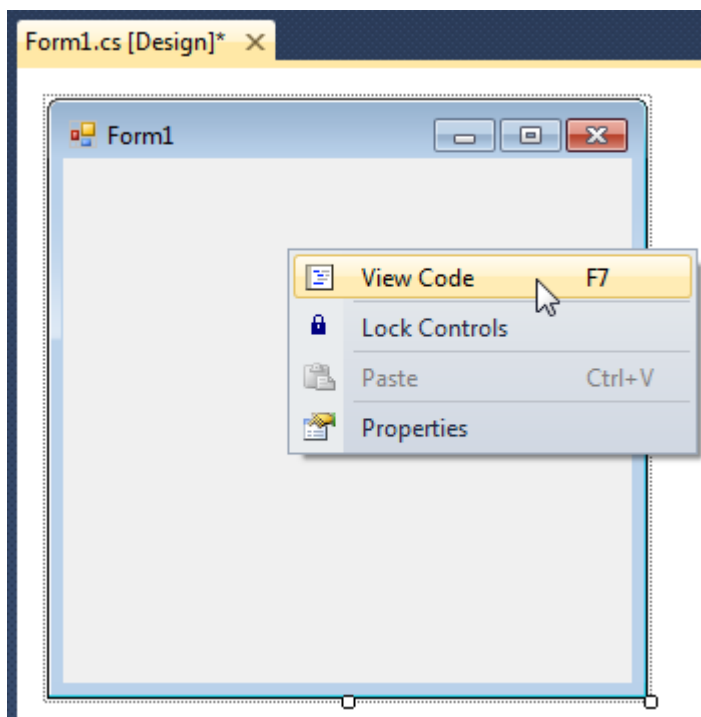 Form1.cs [Design]*
Form1
View Code F7
Lock Controls
Paste Ctrl+V
Properties